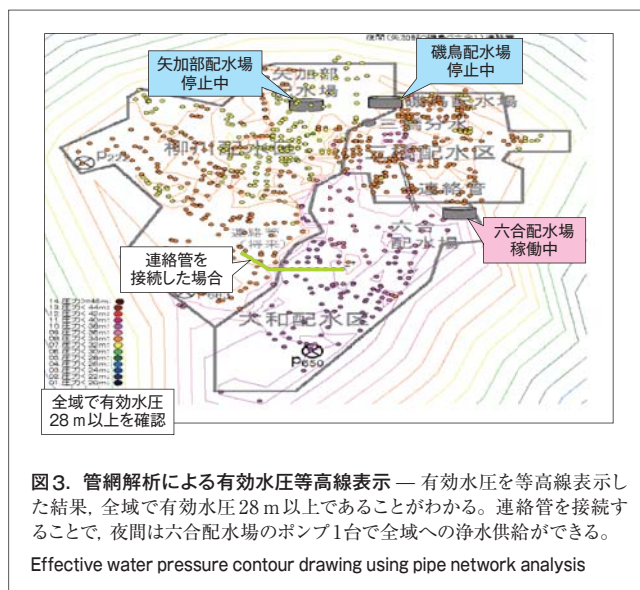 矢加部配水場
停止中
磯鳥配水場
停止中
矢加部
水場
配水場
柳川配水区
三橋配水区
連絡管
六合
配水場
六合配水場
稼働中
連絡管
(将来)
連絡管を
接続した場合
大和配水区
P650
全域で有効水圧
28 m以上を確認
図3. 管網解析による有効水圧等高線表示 — 有効水圧を等高線表示し
た結果，全域で有効水圧28 m以上であることがわかる。連絡管を接続す
ることで，夜間は六合配水場のポンプ1台で全域への浄水供給ができる。
Effective water pressure contour drawing using pipe network analysis